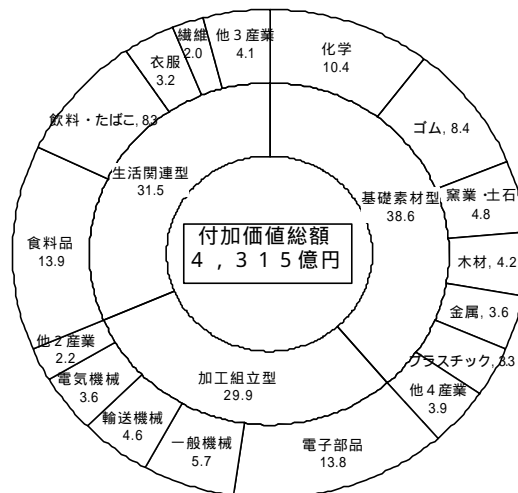 化学
10.4
ゴム, 8.4
窯業・土石
4.8
木材, 4.2
金属, 3.6
プラスチック, 3.3
他4産業
3.9
電子部品
13.8
一般機械
5.7
輸送機械
4.6
電気機械
3.6
他2産業
2.2
食料品
13.9
飲料・たばこ, 8.3
衣服
3.2
繊維
2.0
他3産業
4.1
基礎素材型
38.6
加工組立型
29.9
生活関連型
31.5
付加価値総額
4,315億円